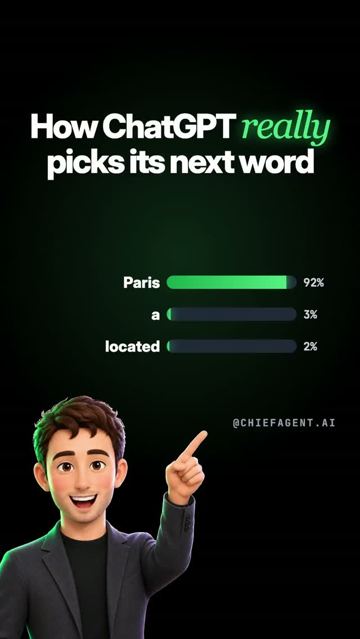 How ChatGPT really
picks its next word
Paris 92%
a 3%
located 2%
@CHIEFAGENT.AI